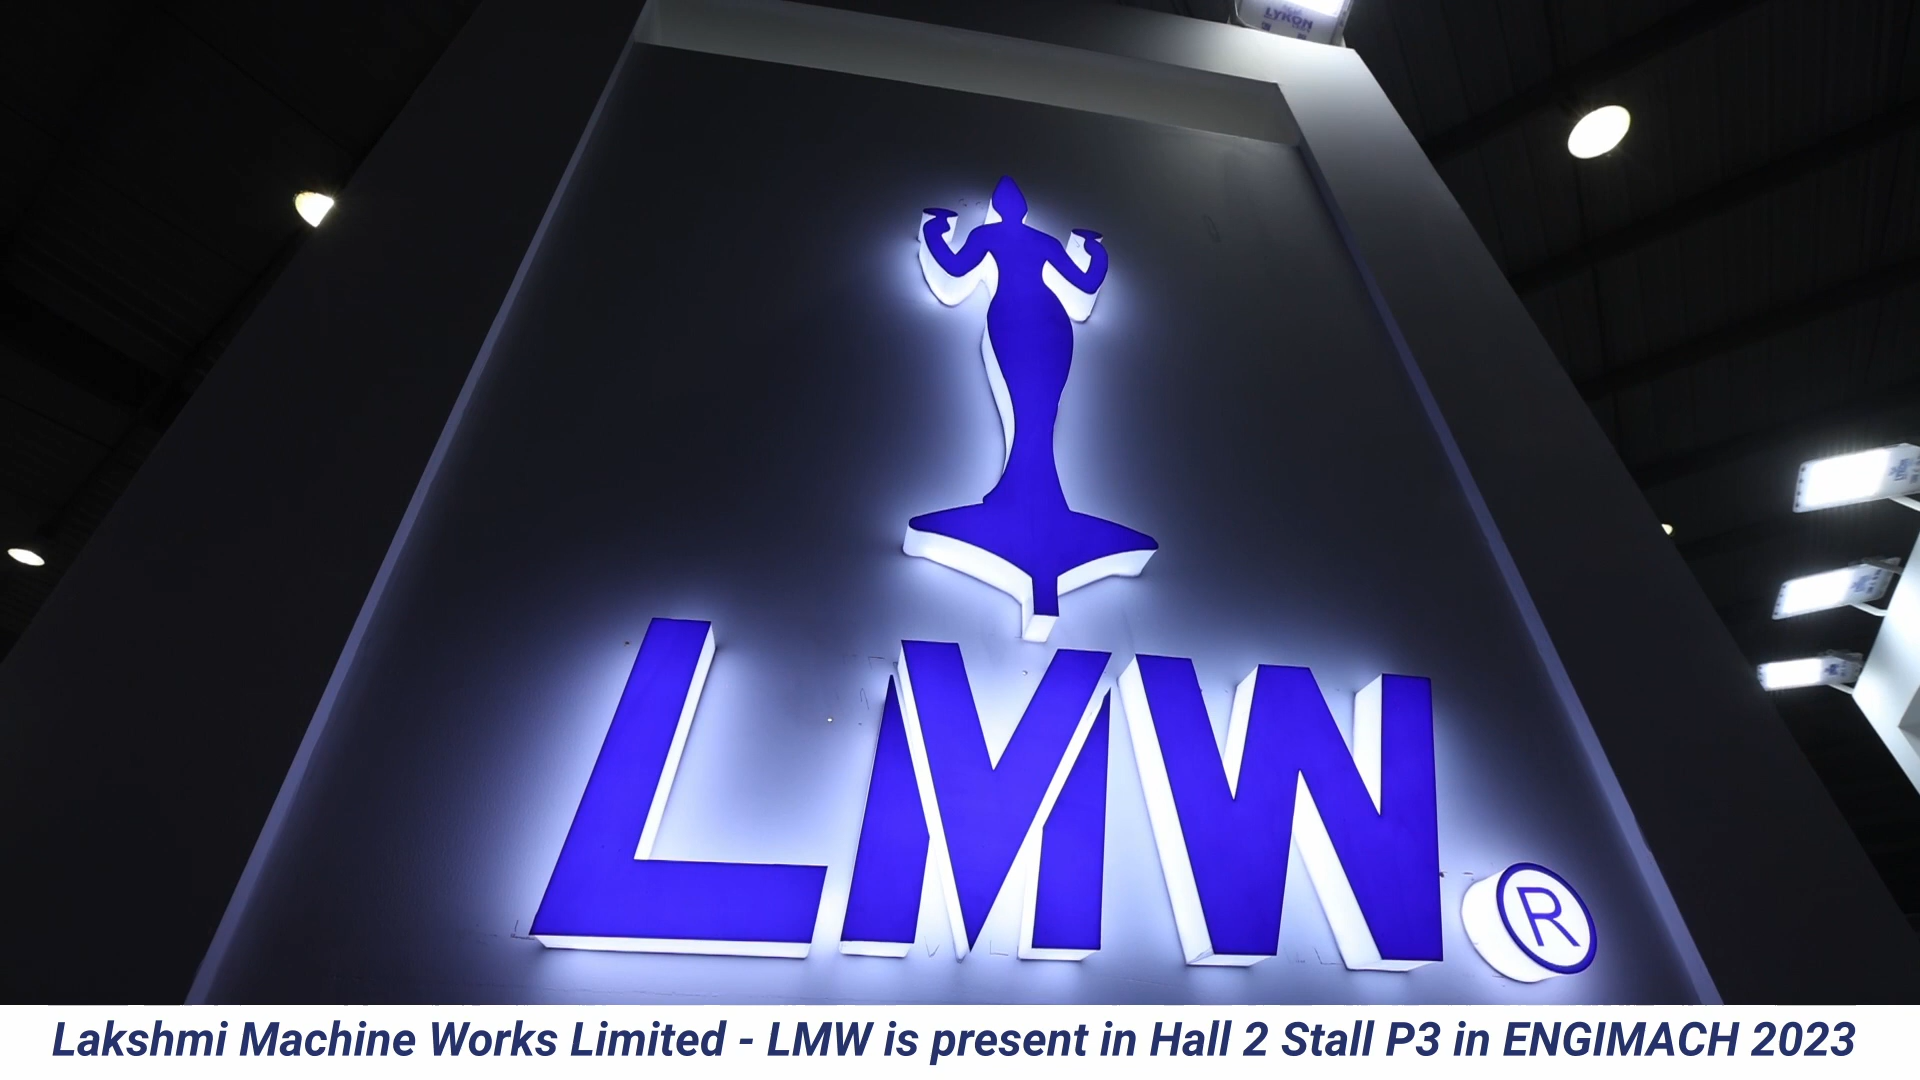 LYKON
LMW
®
Lakshmi Machine Works Limited - LMW is present in Hall 2 Stall P3 in ENGIMACH 2023